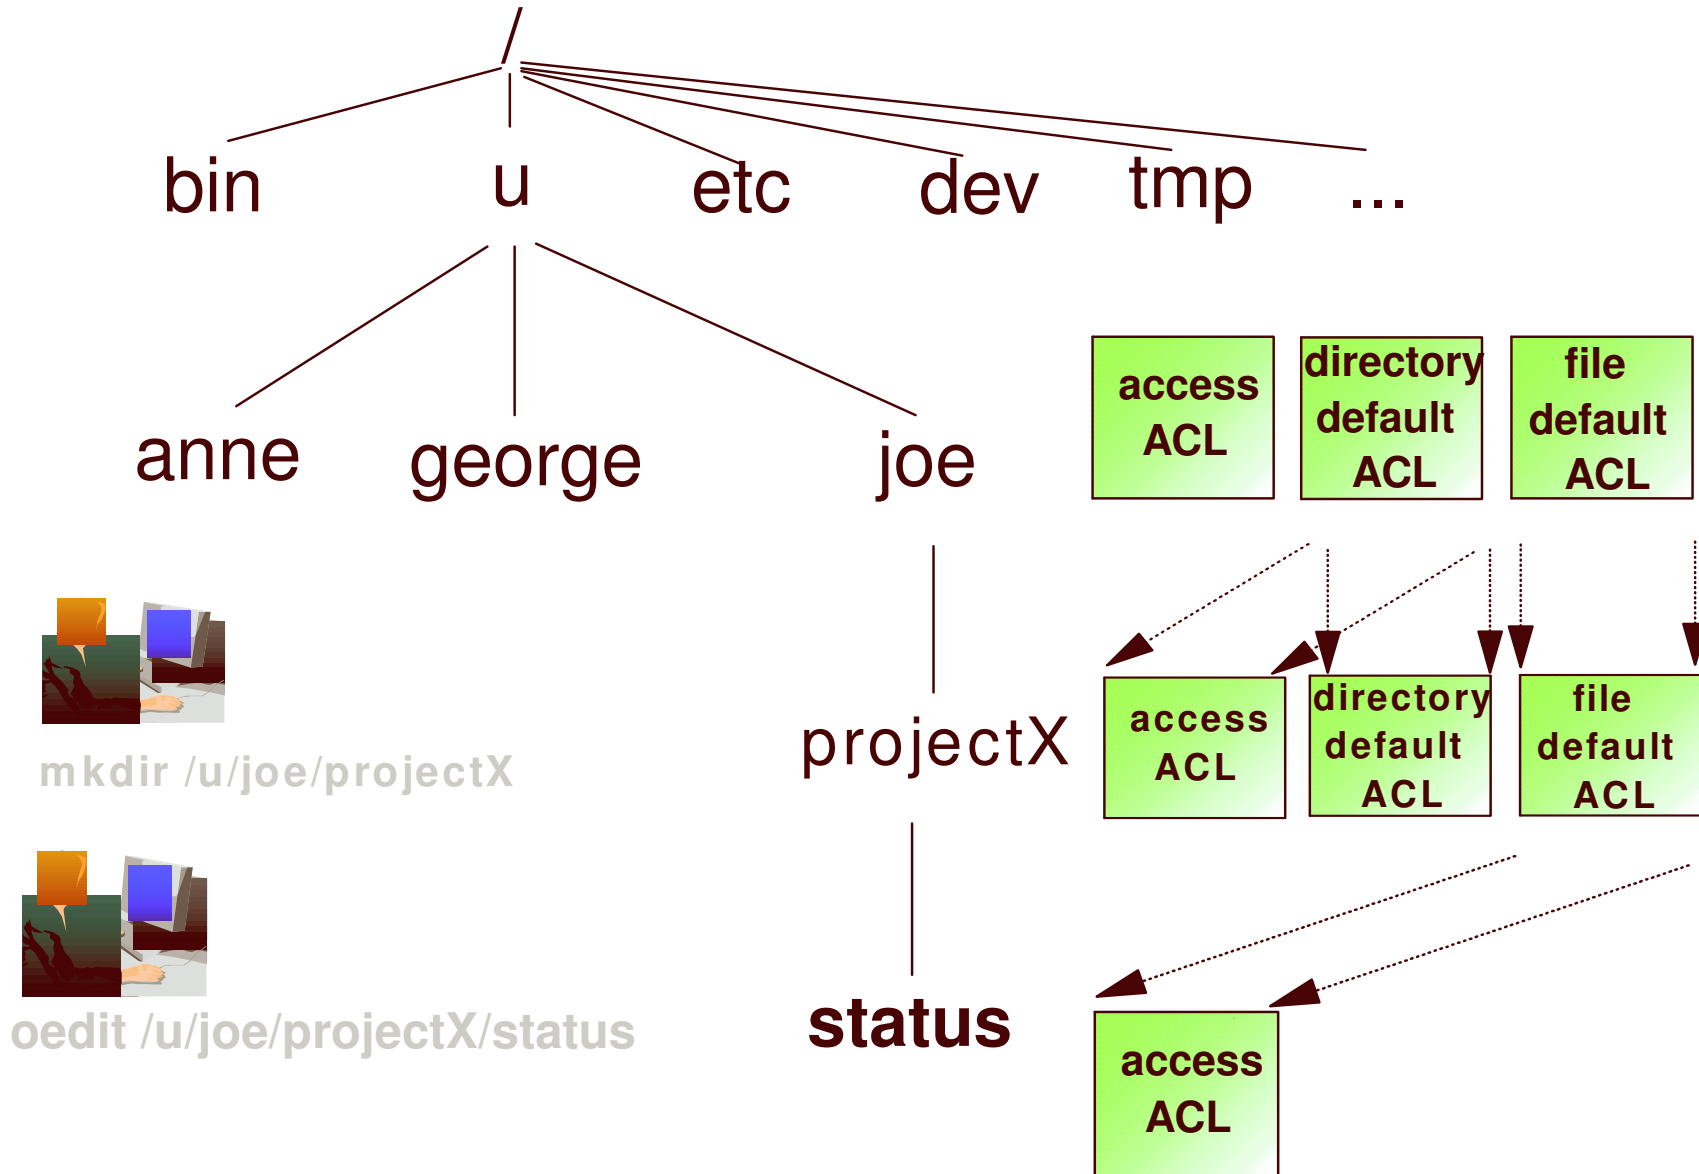 /
bin
u
etc
dev
tmp
...
anne
george
joe
access
ACL
directory
default
ACL
file
default
ACL
mkdir /u/joe/projectX
projectX
access
ACL
directory
default
ACL
file
default
ACL
oedit /u/joe/projectX/status
status
access
ACL